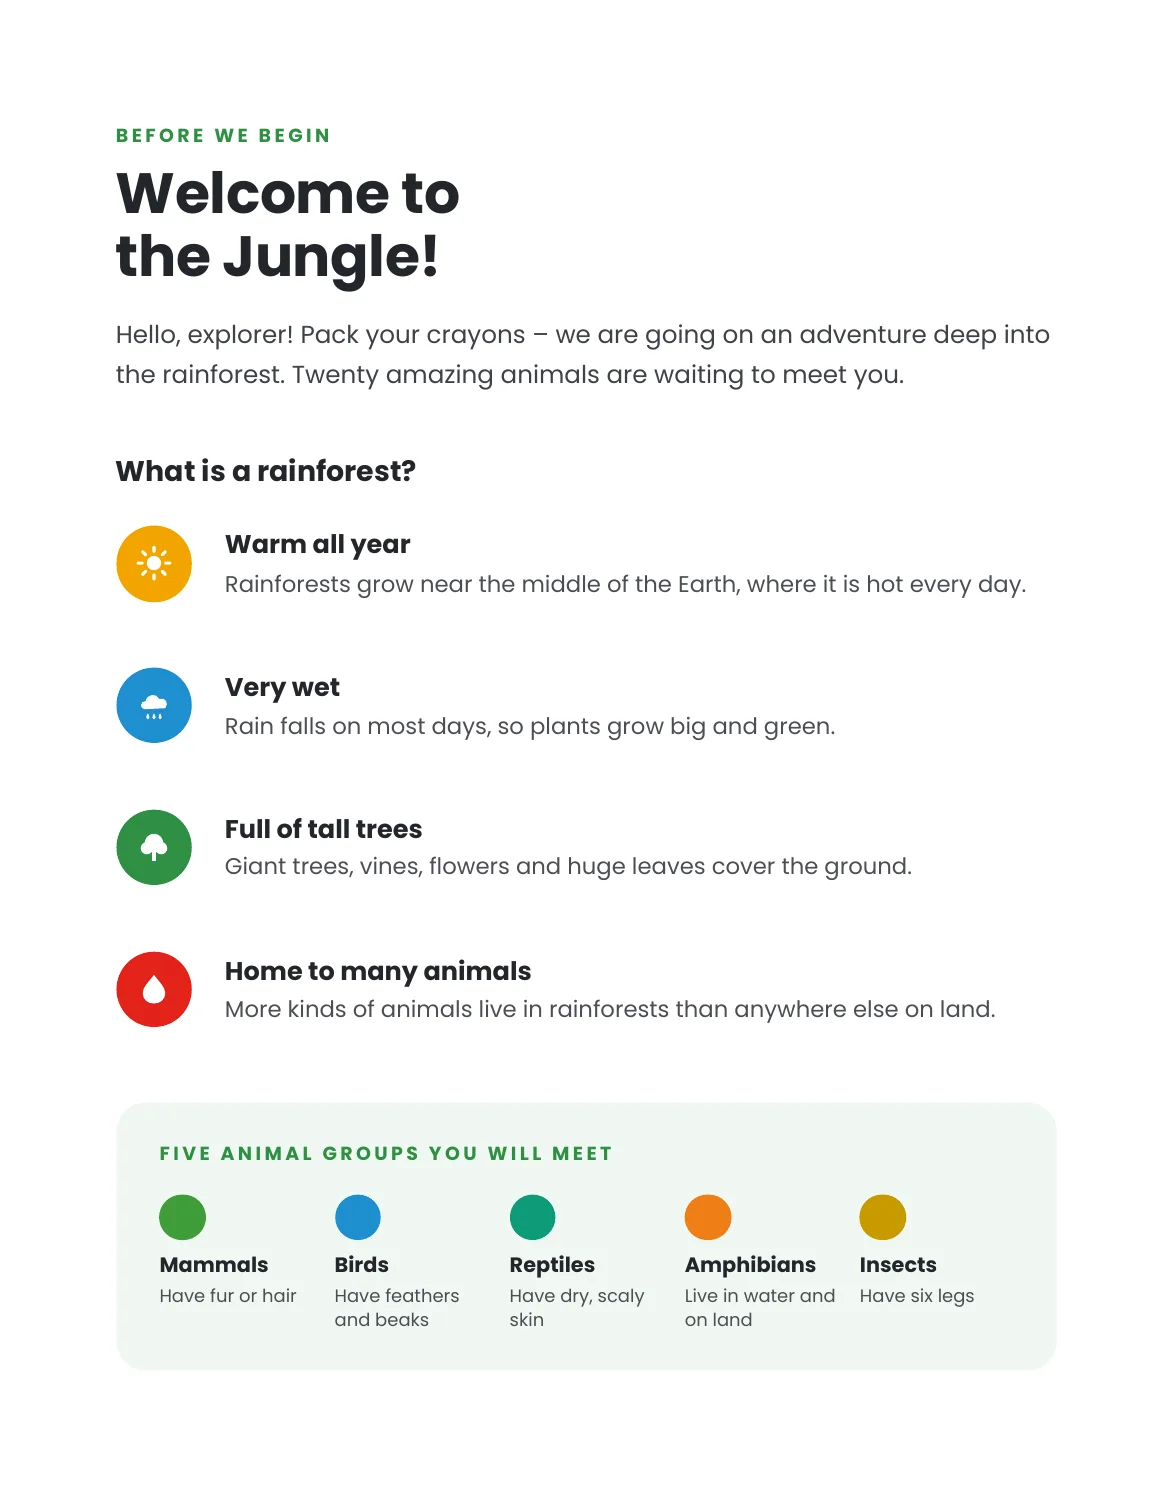 BEFORE WE BEGIN
Welcome to
the Jungle!
Hello, explorer! Pack your crayons – we are going on an adventure deep into
the rainforest. Twenty amazing animals are waiting to meet you.
What is a rainforest?
Warm all year
Rainforests grow near the middle of the Earth, where it is hot every day.
Very wet
Rain falls on most days, so plants grow big and green.
Full of tall trees
Giant trees, vines, flowers and huge leaves cover the ground.
Home to many animals
More kinds of animals live in rainforests than anywhere else on land.
FIVE ANIMAL GROUPS YOU WILL MEET
Mammals
Have fur or hair
Birds
Have feathers
and beaks
Reptiles
Have dry, scaly
skin
Amphibians
Live in water and
on land
Insects
Have six legs